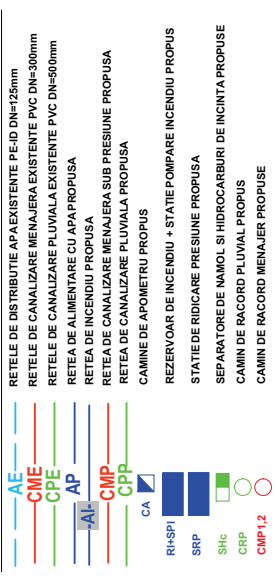 AE RETELE DE DISTRIBUTIE APA EXISTENTE PE-ID DN=125mm
CME RETELE DE CANALIZARE MENAJERA EXISTENTE PVC DN=300mm
CPE RETELE DE CANALIZARE PLUVIALA EXISTENTE PVC DN=500mm
AP RETEA DE ALIMENTARE CU APA PROPUSA
-AI- RETEA DE INCENDIU PROPUSA
CMP RETEA DE CANALIZARE MENAJERA SUB PRESIUNE PROPUSA
CPP RETEA DE CANALIZARE PLUVIALA PROPUSA
CA CAMINE DE APOMETRU PROPUS
RI+SPI REZERVOAR DE INCENDIU + STATIE POMPARE INCENDIU PROPUS
SRP STATIE DE RIDICARE PRESIUNE PROPUSA
SHc SEPARATORE DE NAMOL SI HIDROCARBURI DE INCINTA PROPUSE
CRP CAMIN DE RACORD PLUVIAL PROPUS
CMP1,2 CAMIN DE RACORD MENAJER PROPUSE